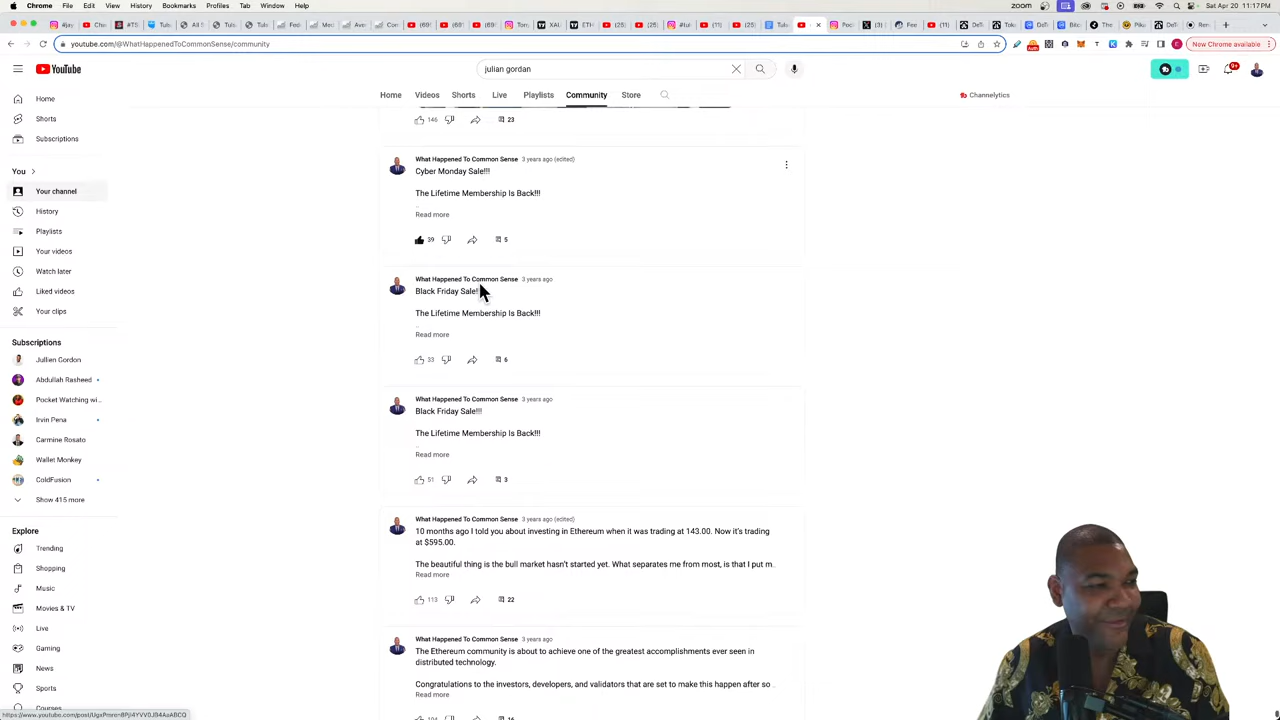 Chrome File Edit View History Bookmarks Profiles Tab Window Help
zoom Sat Apr 20 11:17PM
youtube.com/@WhatHappenedToCommonSense/community
New Chrome available
YouTube
julian gordan
9+
Home Videos Shorts Live Playlists Community Store
Channelytics
Home
Shorts
Subscriptions
You
Your channel
History
Playlists
Your videos
Watch later
Liked videos
Your clips
Subscriptions
Jullien Gordon
Abdullah Rasheed
Pocket Watching wi...
Irvin Pena
Carmine Rosato
Wallet Monkey
ColdFusion
Show 415 more
Explore
Trending
Shopping
Music
Movies & TV
Live
Gaming
News
Sports
Courses
146 23
What Happened To Common Sense 3 years ago (edited)
Cyber Monday Sale!!!
The Lifetime Membership Is Back!!!
..
Read more
39 5
What Happened To Common Sense 3 years ago
Black Friday Sale!
The Lifetime Membership Is Back!!!
..
Read more
33 6
What Happened To Common Sense 3 years ago
Black Friday Sale!!!
The Lifetime Membership Is Back!!!
..
Read more
51 3
What Happened To Common Sense 3 years ago (edited)
10 months ago I told you about investing in Ethereum when it was trading at 143.00. Now it's trading
at $595.00.
The beautiful thing is the bull market hasn't started yet. What separates me from most, is that I put m..
Read more
113 22
What Happened To Common Sense 3 years ago
The Ethereum community is about to achieve one of the greatest accomplishments ever seen in
distributed technology.
Congratulations to the investors, developers, and validators that are set to make this happen after so ..
Read more